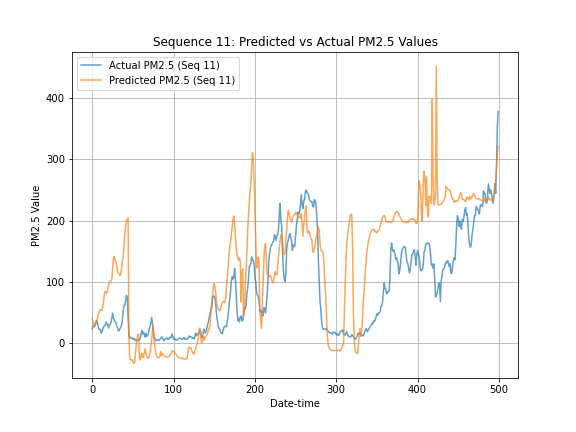 Sequence 11: Predicted vs Actual PM2.5 Values
Actual PM2.5 (Seq 11)
Predicted PM2.5 (Seq 11)
400
300
200
100
0
PM2.5 Value
0
100
200
300
400
500
Date-time